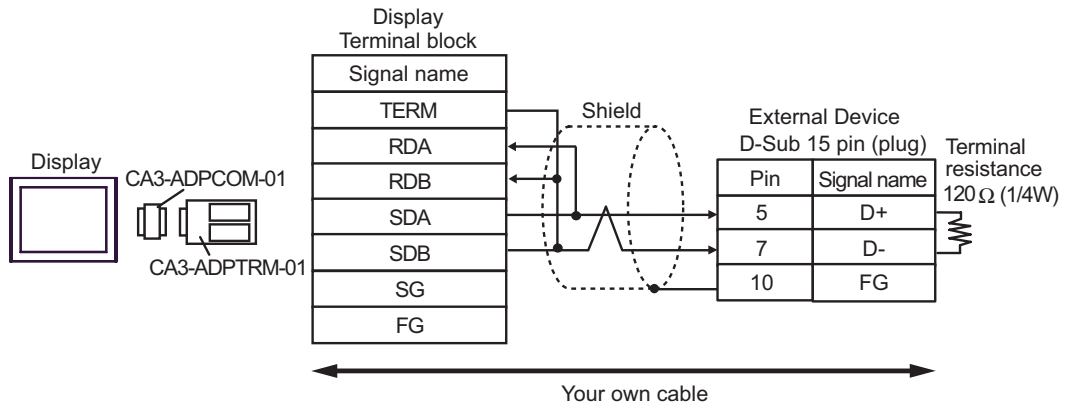 Display
Terminal block
Signal name
TERM
RDA
RDB
SDA
SDB
SG
FG
Display
CA3-ADPCOM-01
CA3-ADPTRM-01
Shield
External Device
D-Sub 15 pin (plug)
Pin Signal name
5 D+
7 D-
10 FG
Terminal
resistance
120 Ω (1/4W)
Your own cable